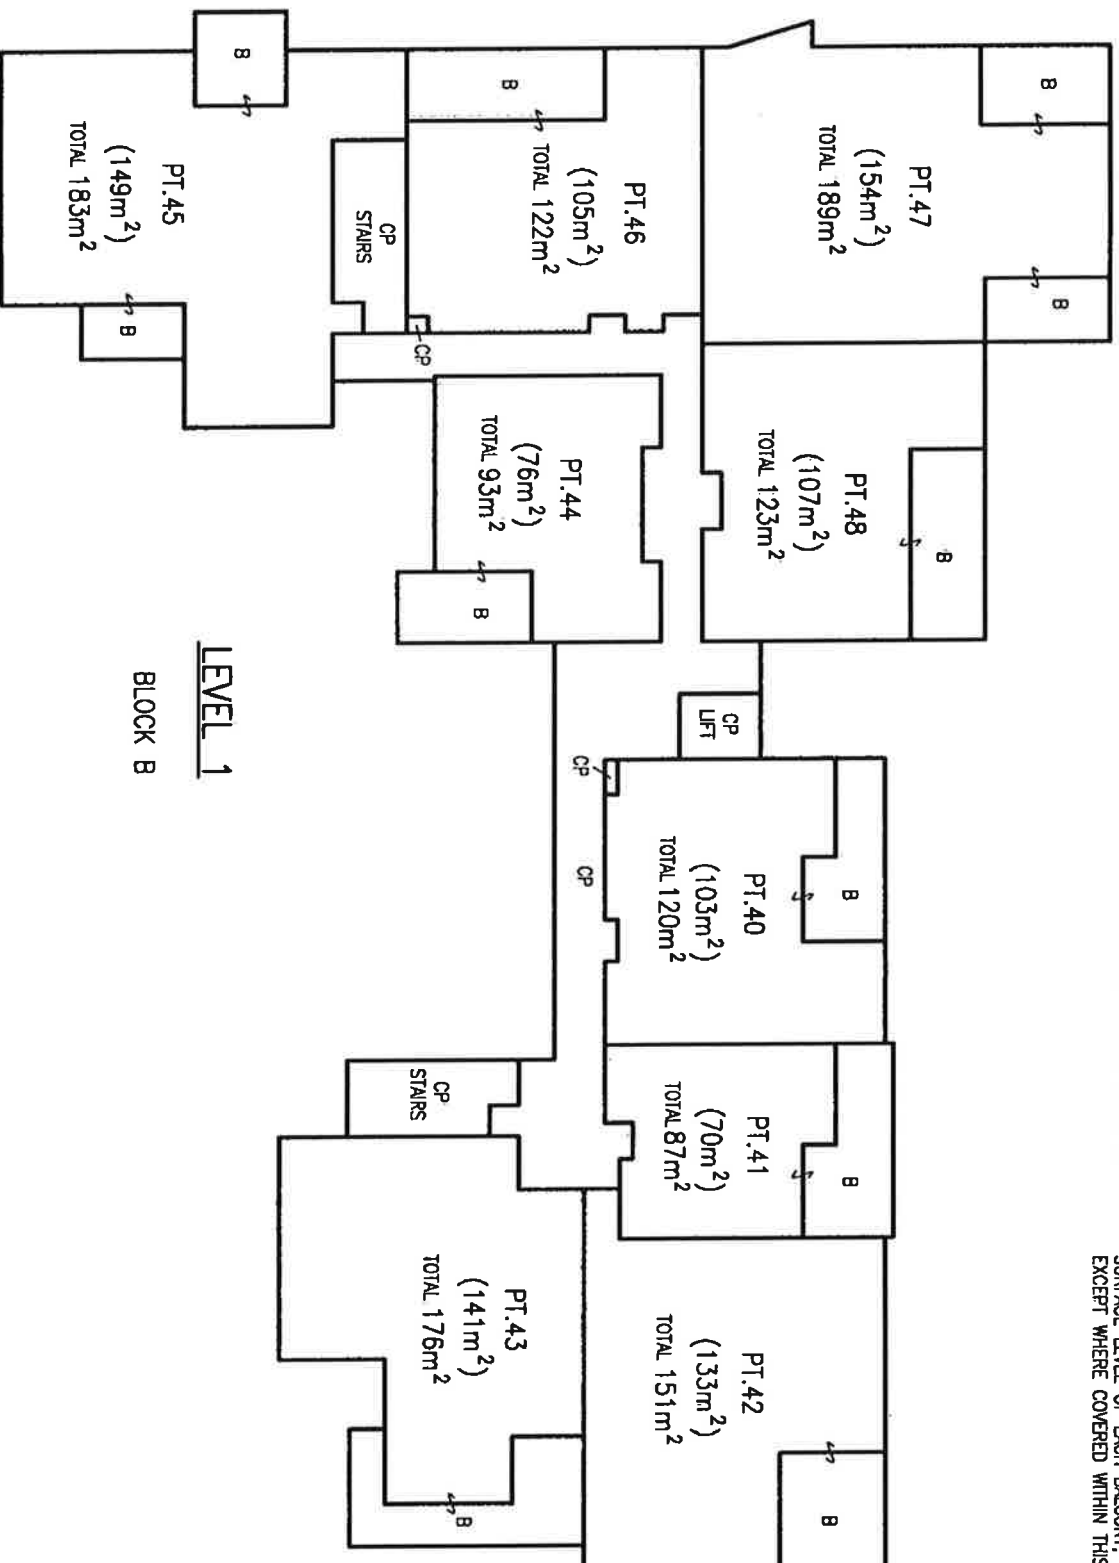 SURFACE LEVEL OF EACH BALCONY,
EXCEPT WHERE COVERED WITHIN THIS
B
B
PT.47
(154m²)
TOTAL 189m²
B
PT.48
(107m²)
TOTAL 123m²
B
PT.46
(105m²)
TOTAL 122m²
CP
B
PT.45
(149m²)
TOTAL 183m²
B
CP
STAIRS
PT.44
(76m²)
TOTAL 93m²
B
CP
LIFT
CP
CP
B
PT.40
(103m²)
TOTAL 120m²
B
PT.41
(70m²)
TOTAL 87m²
PT.42
(133m²)
TOTAL 151m²
B
CP
STAIRS
PT.43
(141m²)
TOTAL 176m²
B
LEVEL 1
BLOCK B